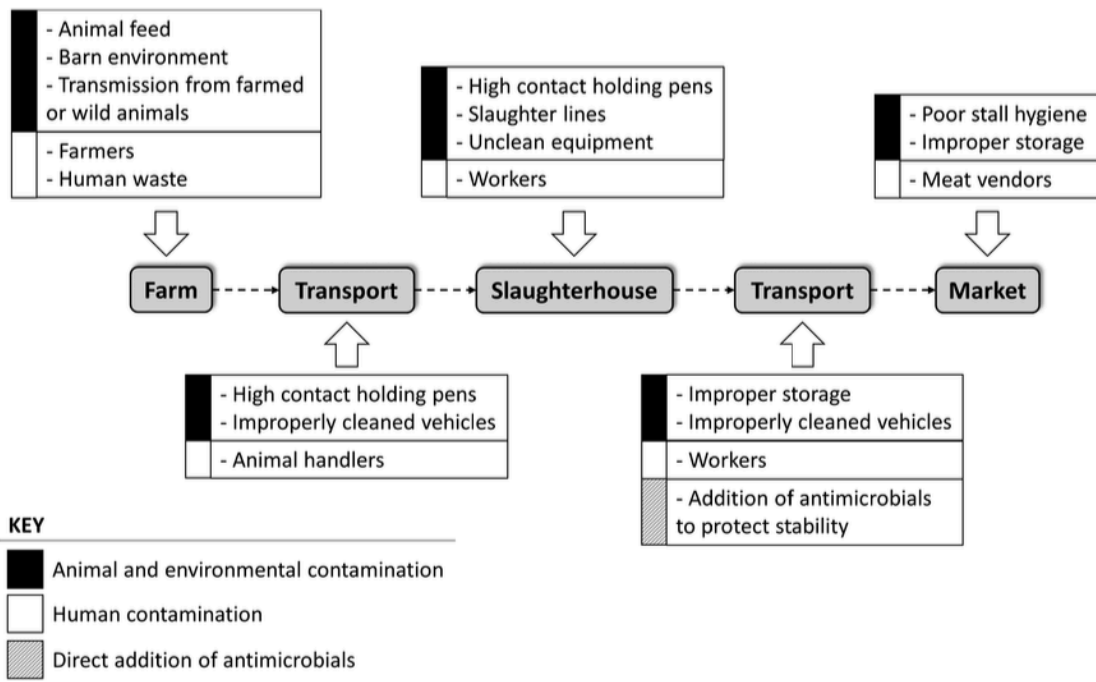 - Animal feed
- Barn environment
- Transmission from farmed
or wild animals
- Farmers
- Human waste
- High contact holding pens
- Slaughter lines
- Unclean equipment
- Workers
- Poor stall hygiene
- Improper storage
- Meat vendors
Farm
Transport
Slaughterhouse
Transport
Market
- High contact holding pens
- Improperly cleaned vehicles
- Animal handlers
- Improper storage
- Improperly cleaned vehicles
- Workers
- Addition of antimicrobials
to protect stability
KEY
Animal and environmental contamination
Human contamination
Direct addition of antimicrobials